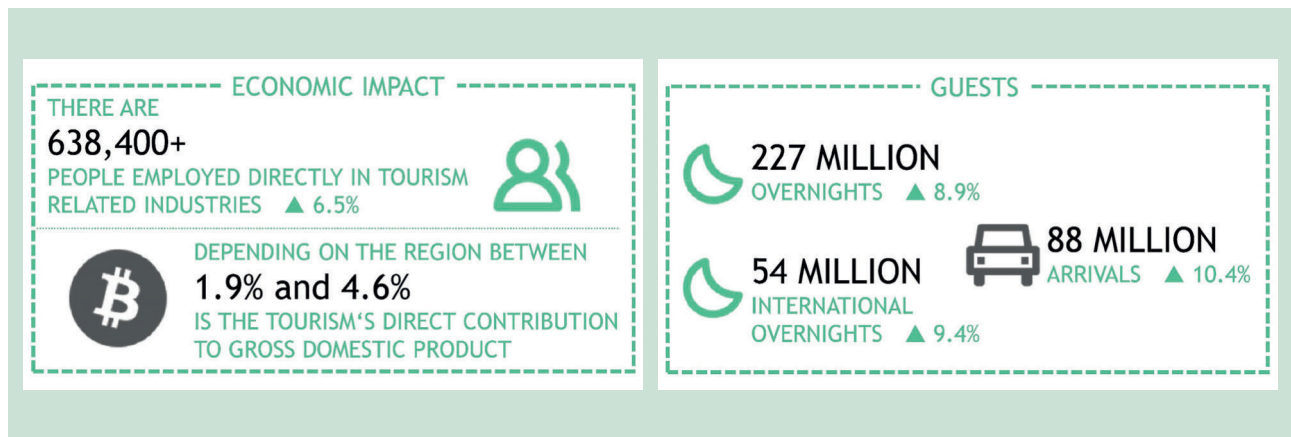 ECONOMIC IMPACT
THERE ARE
638,400+
PEOPLE EMPLOYED DIRECTLY IN TOURISM
RELATED INDUSTRIES ▲ 6.5%
DEPENDING ON THE REGION BETWEEN
1.9% and 4.6%
IS THE TOURISM‘S DIRECT CONTRIBUTION
TO GROSS DOMESTIC PRODUCT
GUESTS
227 MILLION
OVERNIGHTS ▲ 8.9%
88 MILLION
ARRIVALS ▲ 10.4%
54 MILLION
INTERNATIONAL
OVERNIGHTS ▲ 9.4%